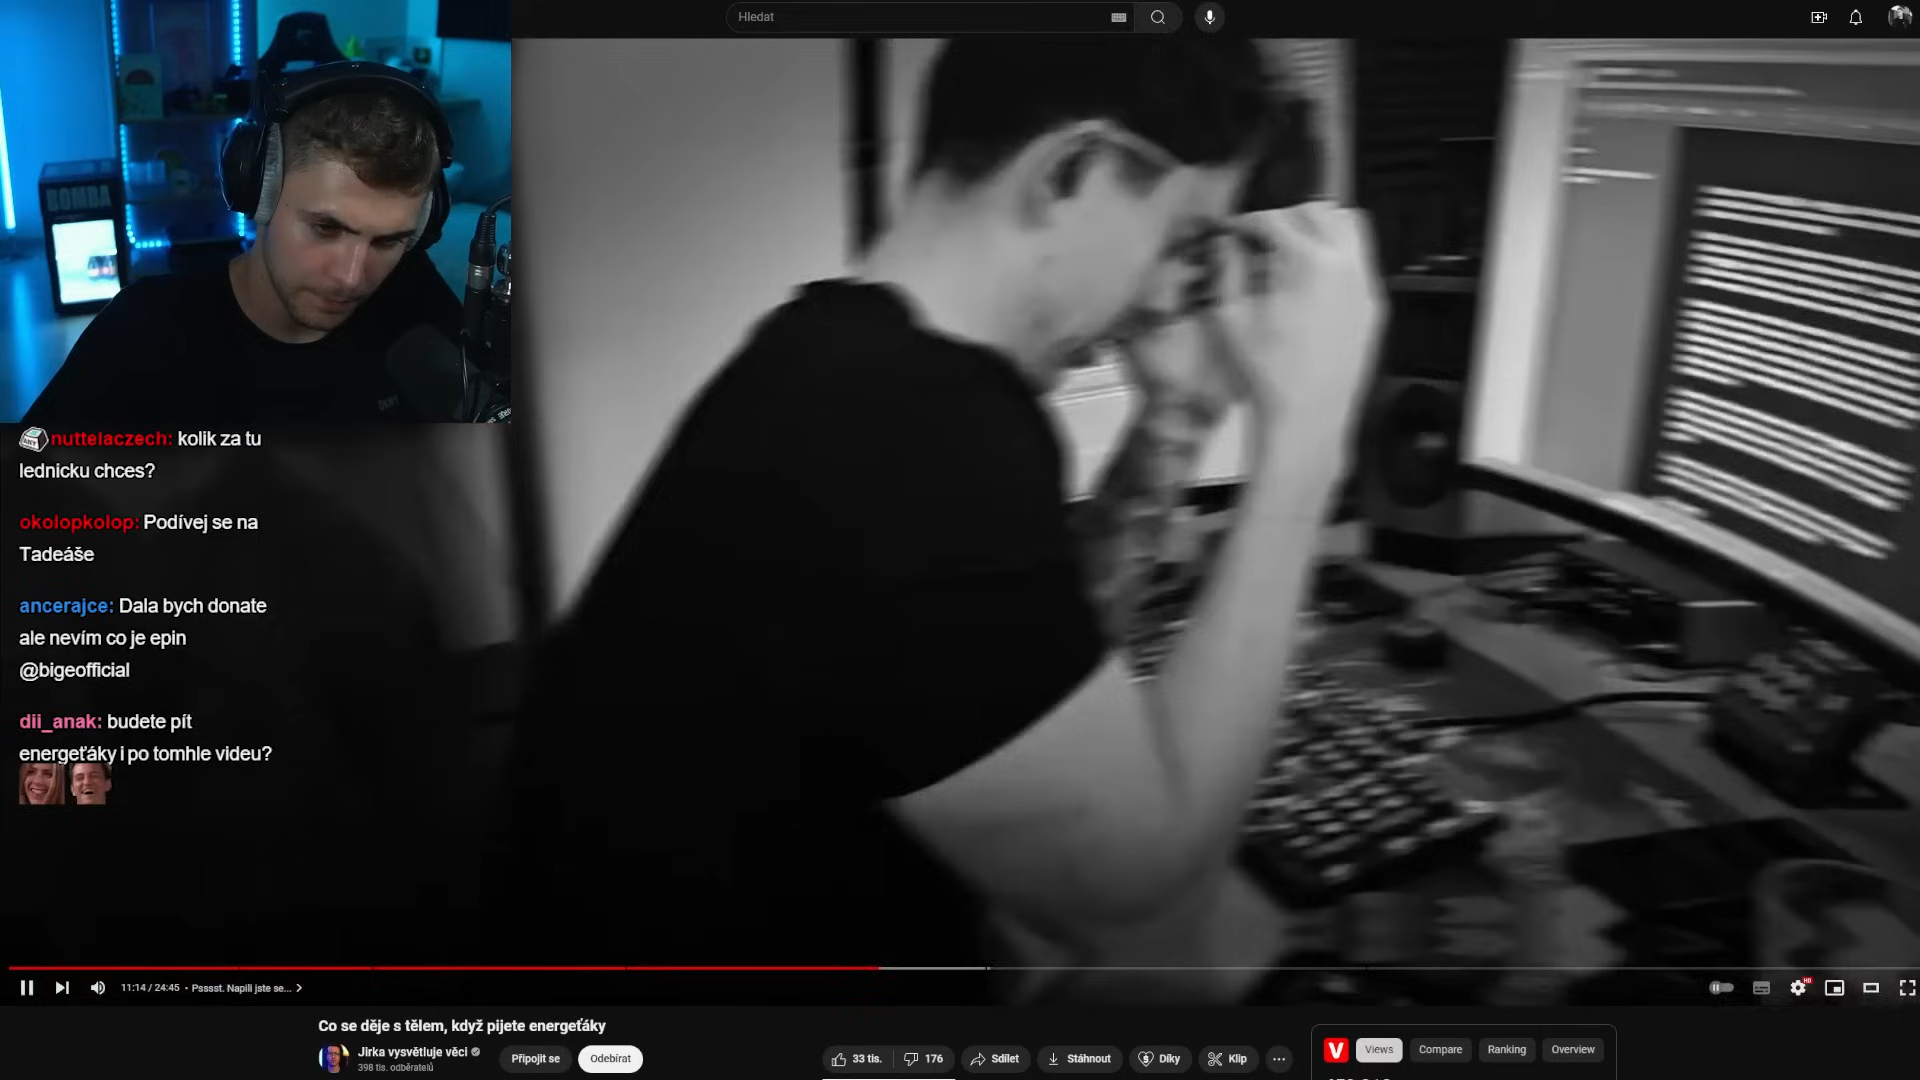 Hledat
BOMBA
nuttelaczech: kolik za tu
lednicku chces?
okolopkolop: Podívej se na
Tadeáše
ancerajce: Dala bych donate
ale nevím co je epin
@bigeofficial
dii_anak: budete pít
energeťáky i po tomhle videu?
11:14 / 24:45 • Psssst. Napili jste se...
HD
Co se děje s tělem, když pijete energeťáky
Jirka vysvětluje věci
398 tis. odběratelů
Připojit se
Odebírat
33 tis.
176
Sdílet
Stáhnout
Díky
Klip
Views
Compare
Ranking
Overview